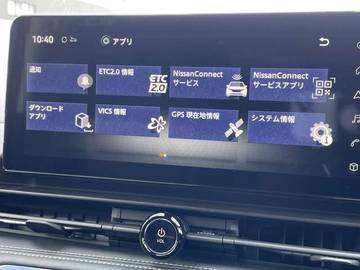 10:40 アプリ
通知
ETC2.0 情報
ETC
2.0
NissanConnect
サービス
NissanConnect
サービスアプリ
ダウンロード
アプリ
VICS 情報
GPS 現在地情報
システム情報
VOL